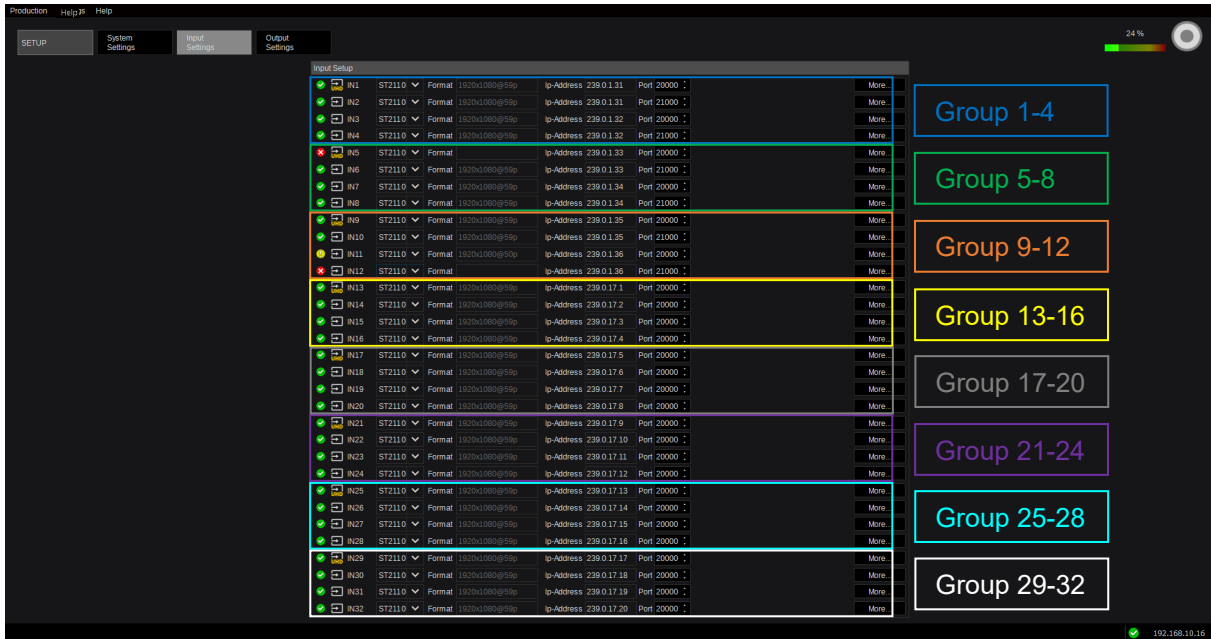 Production Help JS Help
24 %
SETUP System Settings Input Settings Output Settings
Input Setup
UHD IN1 ST2110 Format 1920x1080@59p Ip-Address 239.0.1.31 Port 20000 More...
IN2 ST2110 Format 1920x1080@59p Ip-Address 239.0.1.31 Port 21000 More...
Group 1-4
IN3 ST2110 Format 1920x1080@59p Ip-Address 239.0.1.32 Port 20000 More...
IN4 ST2110 Format 1920x1080@59p Ip-Address 239.0.1.32 Port 21000 More...
UHD IN5 ST2110 Format Ip-Address 239.0.1.33 Port 20000 More...
IN6 ST2110 Format 1920x1080@59p Ip-Address 239.0.1.33 Port 21000 More...
Group 5-8
IN7 ST2110 Format 1920x1080@59p Ip-Address 239.0.1.34 Port 20000 More...
IN8 ST2110 Format 1920x1080@59p Ip-Address 239.0.1.34 Port 21000 More...
UHD IN9 ST2110 Format 1920x1080@59p Ip-Address 239.0.1.35 Port 20000 More...
IN10 ST2110 Format 1920x1080@59p Ip-Address 239.0.1.35 Port 21000 More...
Group 9-12
IN11 ST2110 Format 1920x1080@50p Ip-Address 239.0.1.36 Port 20000 More...
IN12 ST2110 Format Ip-Address 239.0.1.36 Port 21000 More...
UHD IN13 ST2110 Format 1920x1080@59p Ip-Address 239.0.17.1 Port 20000 More...
IN14 ST2110 Format 1920x1080@59p Ip-Address 239.0.17.2 Port 20000 More...
Group 13-16
IN15 ST2110 Format 1920x1080@59p Ip-Address 239.0.17.3 Port 20000 More...
IN16 ST2110 Format 1920x1080@59p Ip-Address 239.0.17.4 Port 20000 More...
UHD IN17 ST2110 Format 1920x1080@59p Ip-Address 239.0.17.5 Port 20000 More...
IN18 ST2110 Format 1920x1080@59p Ip-Address 239.0.17.6 Port 20000 More...
Group 17-20
IN19 ST2110 Format 1920x1080@59p Ip-Address 239.0.17.7 Port 20000 More...
IN20 ST2110 Format 1920x1080@59p Ip-Address 239.0.17.8 Port 20000 More...
UHD IN21 ST2110 Format 1920x1080@59p Ip-Address 239.0.17.9 Port 20000 More...
IN22 ST2110 Format 1920x1080@59p Ip-Address 239.0.17.10 Port 20000 More...
Group 21-24
IN23 ST2110 Format 1920x1080@59p Ip-Address 239.0.17.11 Port 20000 More...
IN24 ST2110 Format 1920x1080@59p Ip-Address 239.0.17.12 Port 20000 More...
UHD IN25 ST2110 Format 1920x1080@59p Ip-Address 239.0.17.13 Port 20000 More...
IN26 ST2110 Format 1920x1080@59p Ip-Address 239.0.17.14 Port 20000 More...
Group 25-28
IN27 ST2110 Format 1920x1080@59p Ip-Address 239.0.17.15 Port 20000 More...
IN28 ST2110 Format 1920x1080@59p Ip-Address 239.0.17.16 Port 20000 More...
UHD IN29 ST2110 Format 1920x1080@59p Ip-Address 239.0.17.17 Port 20000 More...
IN30 ST2110 Format 1920x1080@59p Ip-Address 239.0.17.18 Port 20000 More...
Group 29-32
IN31 ST2110 Format 1920x1080@59p Ip-Address 239.0.17.19 Port 20000 More...
IN32 ST2110 Format 1920x1080@59p Ip-Address 239.0.17.20 Port 20000 More...
192.168.10.16